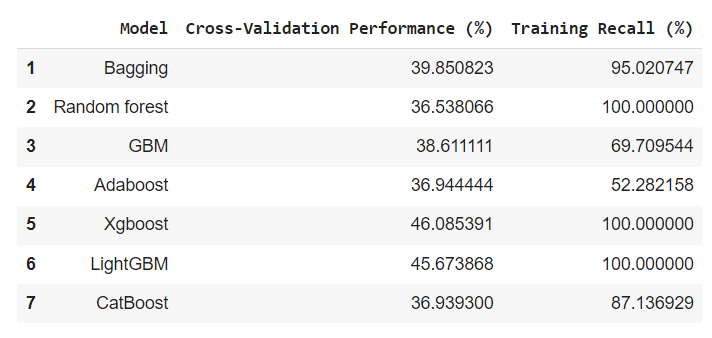 Model Cross-Validation Performance (%) Training Recall (%)
1 Bagging 39.850823 95.020747
2 Random forest 36.538066 100.000000
3 GBM 38.611111 69.709544
4 Adaboost 36.944444 52.282158
5 Xgboost 46.085391 100.000000
6 LightGBM 45.673868 100.000000
7 CatBoost 36.939300 87.136929